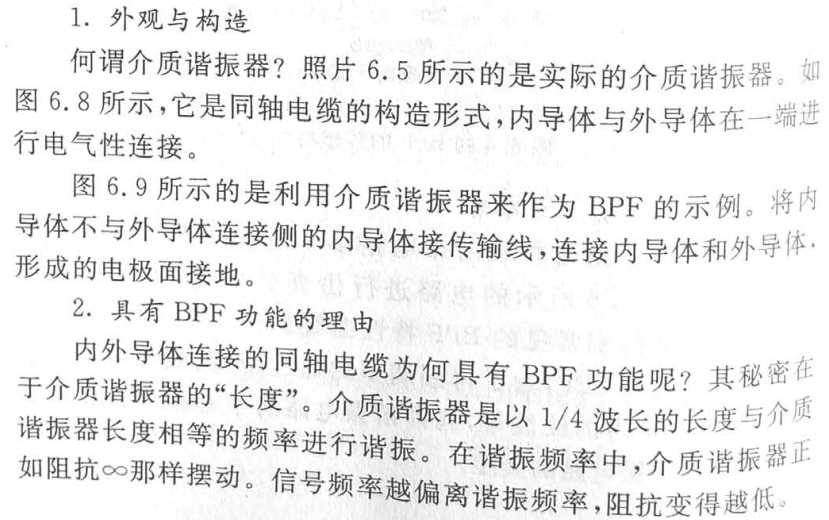 1. 外观与构造
何谓介质谐振器？照片 6.5 所示的是实际的介质谐振器。如
图 6.8 所示，它是同轴电缆的构造形式，内导体与外导体在一端进
行电气性连接。
图 6.9 所示的是利用介质谐振器来作为 BPF 的示例。将内
导体不与外导体连接侧的内导体接传输线，连接内导体和外导体，
形成的电极面接地。
2. 具有 BPF 功能的理由
内外导体连接的同轴电缆为何具有 BPF 功能呢？其秘密在
于介质谐振器的“长度”。介质谐振器是以 1/4 波长的长度与介质
谐振器长度相等的频率进行谐振。在谐振频率中，介质谐振器正
如阻抗∞那样摆动。信号频率越偏离谐振频率，阻抗变得越低。